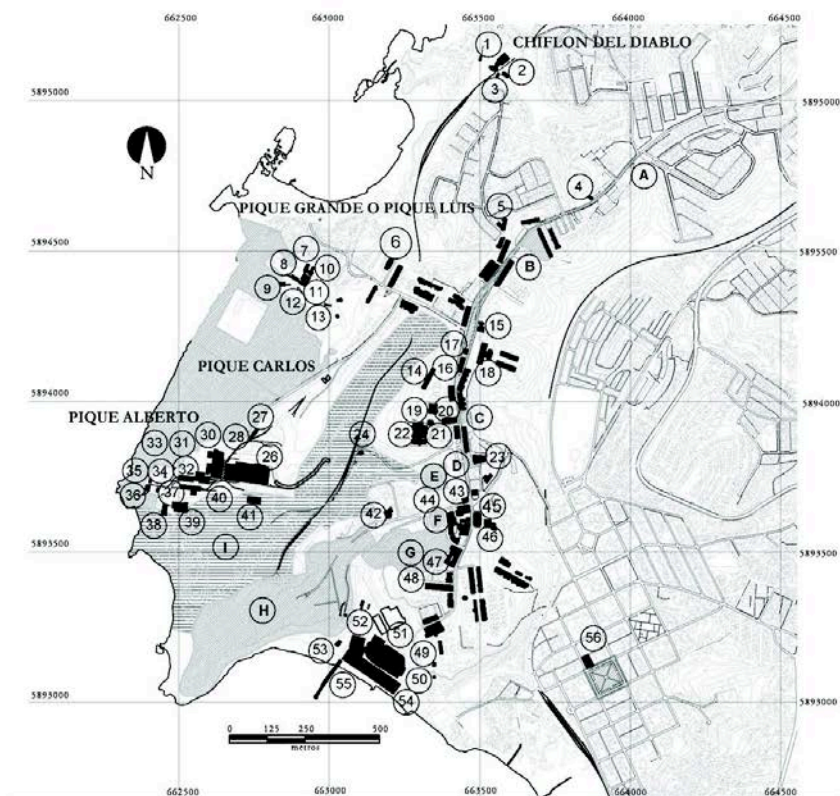 662500 663000 663500 664000 664500
1 CHIFLON DEL DIABLO
2
3
5895000 5895000
N
A
4
5
PIQUE GRANDE O PIQUE LUIS
6
5894500 5894500
7
8 10
B
9 11
12
13
15
17
16
PIQUE CARLOS
14 18
5894000 5894000
19 20 C
PIQUE ALBERTO 27
22 21
33 31 30 28 24
26 23
35 34 32 D
E
36 37 40 43
44 45
38 39 41 42 F
46
I
5893500 5893500
G 47
48
H
52 51 56
53 49
50
55 54
5893000 5893000
0 125 250 500
metros
662500 663000 663500 664000 664500